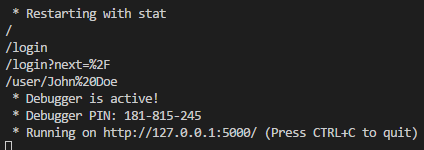 * Restarting with stat
/
/login
/login?next=%2F
/user/John%20Doe
* Debugger is active!
* Debugger PIN: 181-815-245
* Running on http://127.0.0.1:5000/ (Press CTRL+C to quit)